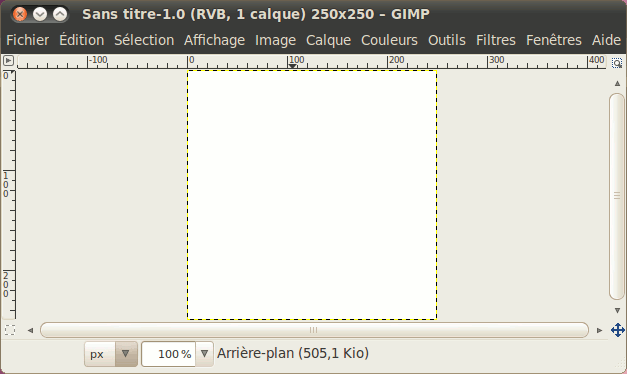 Sans titre-1.0 (RVB, 1 calque) 250x250 – GIMP
Fichier Édition Sélection Affichage Image Calque Couleurs Outils Filtres Fenêtres Aide
-100 0 100 200 300 400
0
100
200
px 100 % Arrière-plan (505,1 Kio)